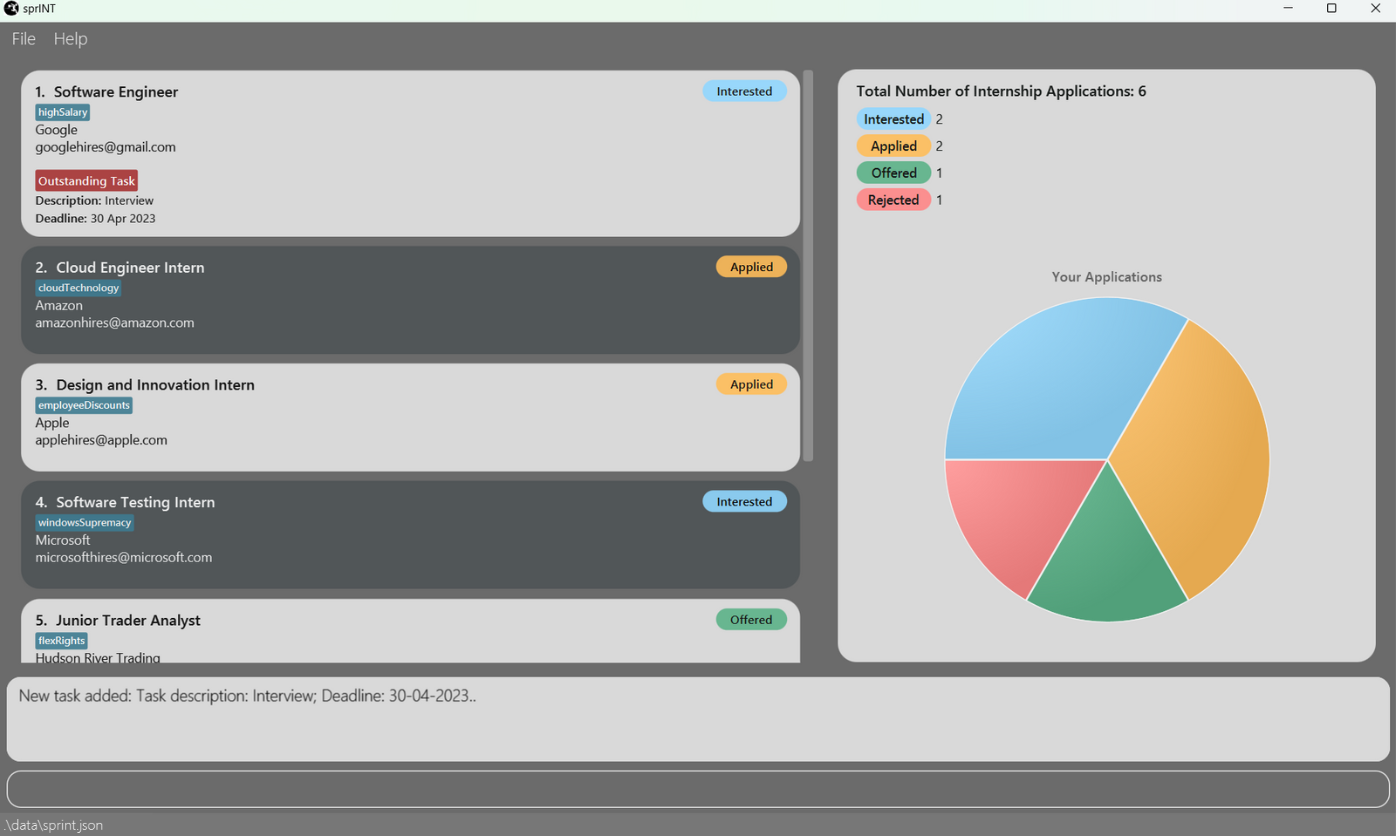 sprINT
File Help
1. Software Engineer
Interested
highSalary
Google
googlehires@gmail.com
Outstanding Task
Description: Interview
Deadline: 30 Apr 2023
2. Cloud Engineer Intern
Applied
cloudTechnology
Amazon
amazonhires@amazon.com
3. Design and Innovation Intern
Applied
employeeDiscounts
Apple
applehires@apple.com
4. Software Testing Intern
Interested
windowsSupremacy
Microsoft
microsofthires@microsoft.com
5. Junior Trader Analyst
Offered
flexRights
Hudson River Trading
Total Number of Internship Applications: 6
Interested 2
Applied 2
Offered 1
Rejected 1
Your Applications
New task added: Task description: Interview; Deadline: 30-04-2023..
.\data\sprint.json